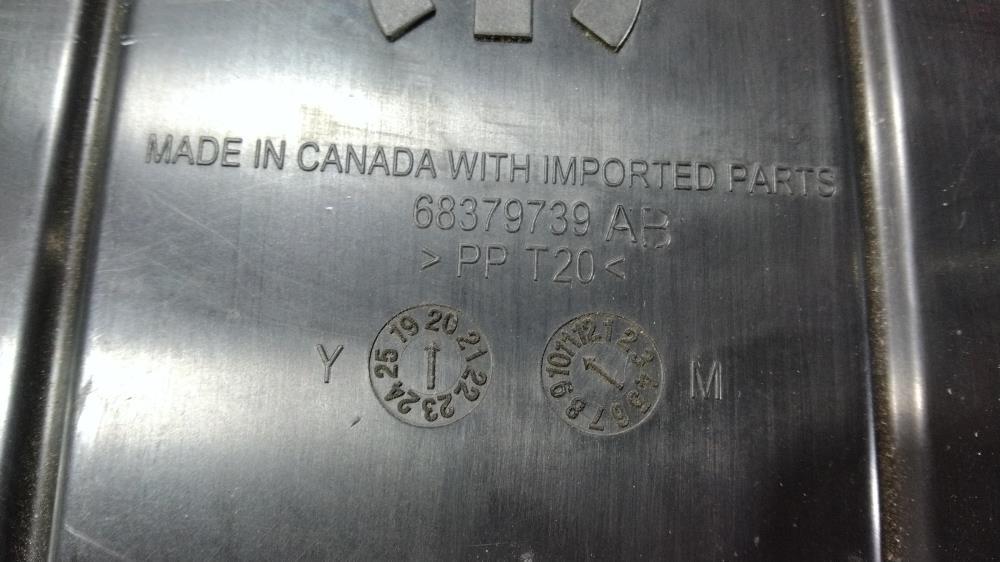 MADE IN CANADA WITH IMPORTED PARTS
68379739 AB
> PP T20 <
Y
19 20 21 22 23 24 25
1 2 3 4 5 6 7 8 9 10 11 12
M